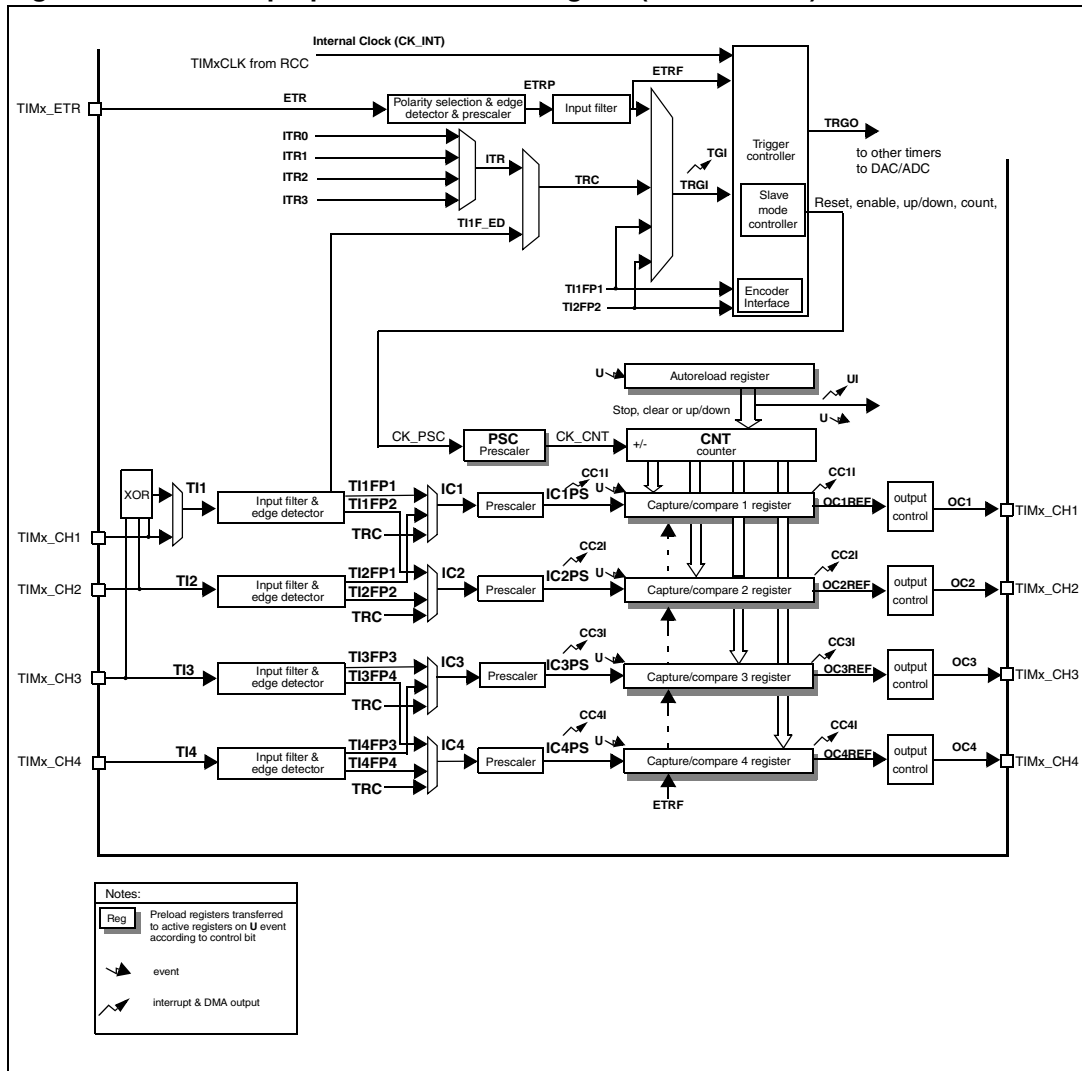 Internal Clock (CK_INT)
TIMxCLK from RCC
ETRF
ETRP
TIMx_ETR
ETR
Polarity selection & edge
detector & prescaler
Input filter
ITR0
ITR1
ITR2
ITR3
ITR
TRC
TI1F_ED
TGI
TRGI
Trigger
controller
TRGO
to other timers
to DAC/ADC
Slave
mode
controller
Reset, enable, up/down, count,
TI1FP1
TI2FP2
Encoder
Interface
U
Autoreload register
UI
Stop, clear or up/down
U
CK_PSC
PSC
Prescaler
CK_CNT
+/-
CNT
counter
XOR
TI1
Input filter &
edge detector
TI1FP1
TI1FP2
TRC
IC1
Prescaler
CC1I
IC1PS
U
Capture/compare 1 register
CC1I
OC1REF
output
control
OC1
TIMx_CH1
TIMx_CH1
TIMx_CH2
TI2
Input filter &
edge detector
TI2FP1
TI2FP2
TRC
IC2
Prescaler
CC2I
IC2PS
U
Capture/compare 2 register
CC2I
OC2REF
output
control
OC2
TIMx_CH2
TIMx_CH3
TI3
Input filter &
edge detector
TI3FP3
TI3FP4
TRC
IC3
Prescaler
CC3I
IC3PS
U
Capture/compare 3 register
CC3I
OC3REF
output
control
OC3
TIMx_CH3
TIMx_CH4
TI4
Input filter &
edge detector
TI4FP3
TI4FP4
TRC
IC4
Prescaler
CC4I
IC4PS
U
Capture/compare 4 register
CC4I
OC4REF
output
control
OC4
TIMx_CH4
ETRF
Notes:
Reg
Preload registers transferred
to active registers on U event
according to control bit
event
interrupt & DMA output